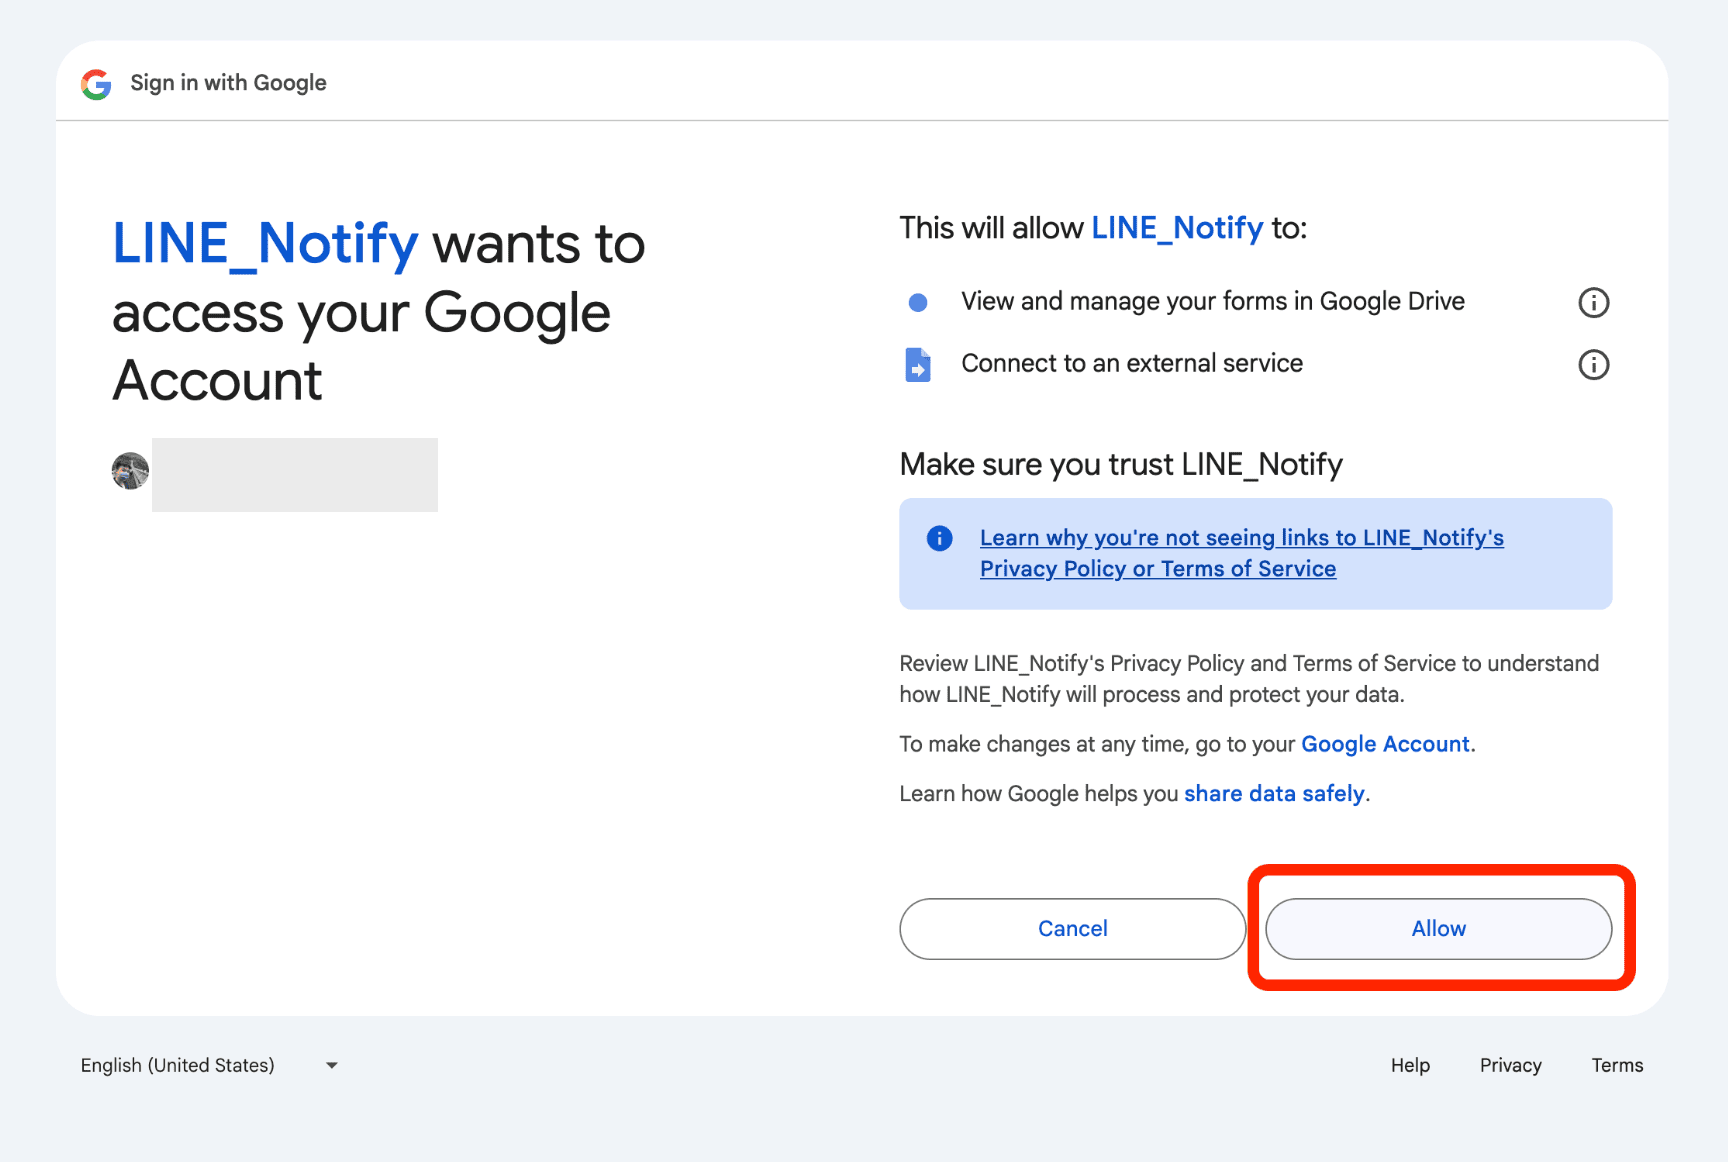 Sign in with Google
LINE_Notify wants to
access your Google
Account
This will allow LINE_Notify to:
View and manage your forms in Google Drive
Connect to an external service
Make sure you trust LINE_Notify
Learn why you're not seeing links to LINE_Notify's
Privacy Policy or Terms of Service
Review LINE_Notify's Privacy Policy and Terms of Service to understand
how LINE_Notify will process and protect your data.
To make changes at any time, go to your Google Account.
Learn how Google helps you share data safely.
Cancel
Allow
English (United States)
Help
Privacy
Terms